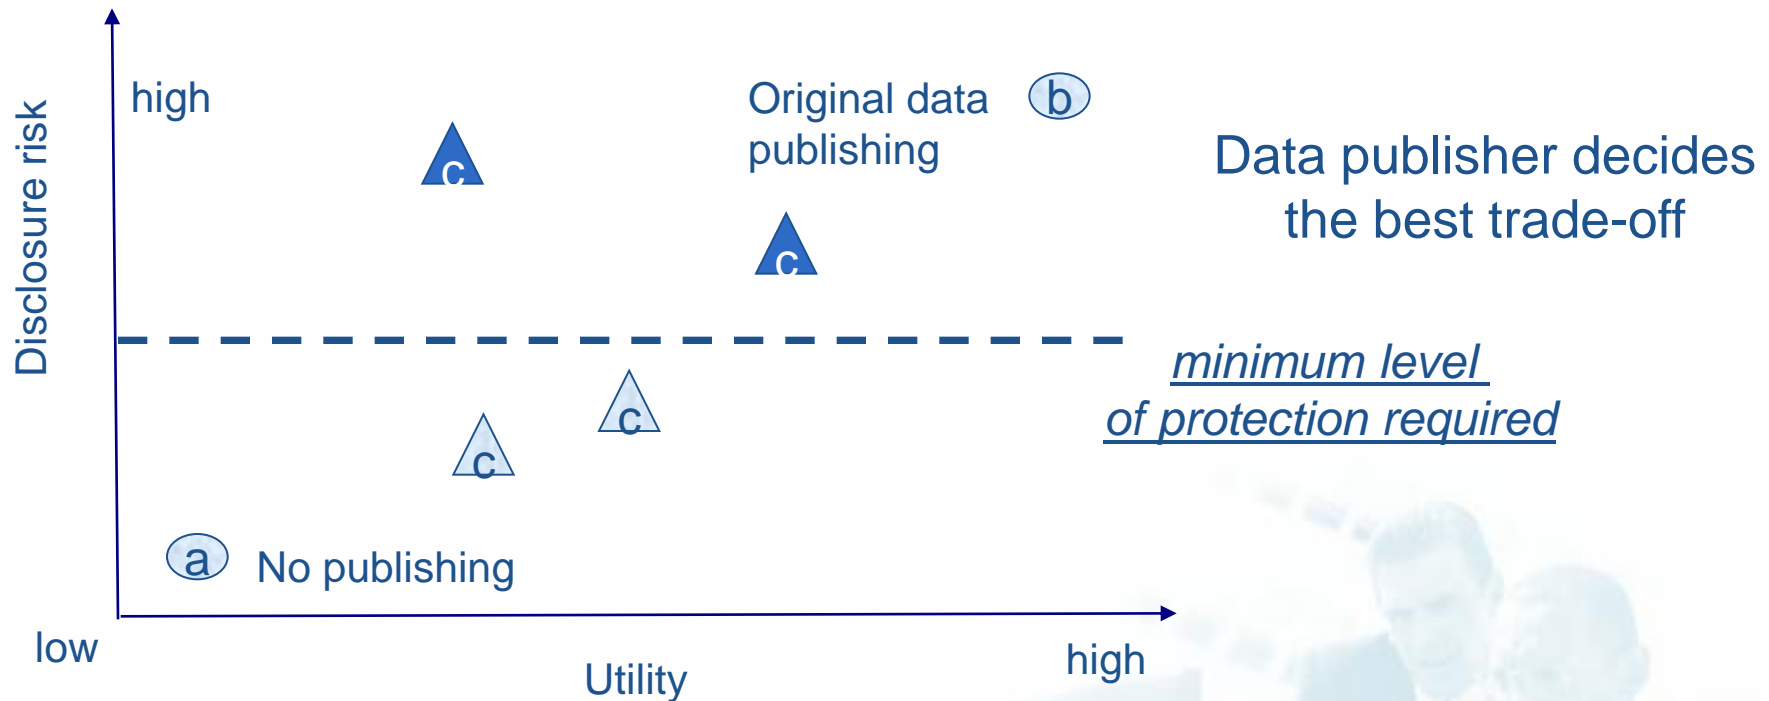 Disclosure risk
high
Original data
publishing
b
c
c
Data publisher decides
the best trade-off
minimum level
of protection required
c
c
a
No publishing
low
Utility
high